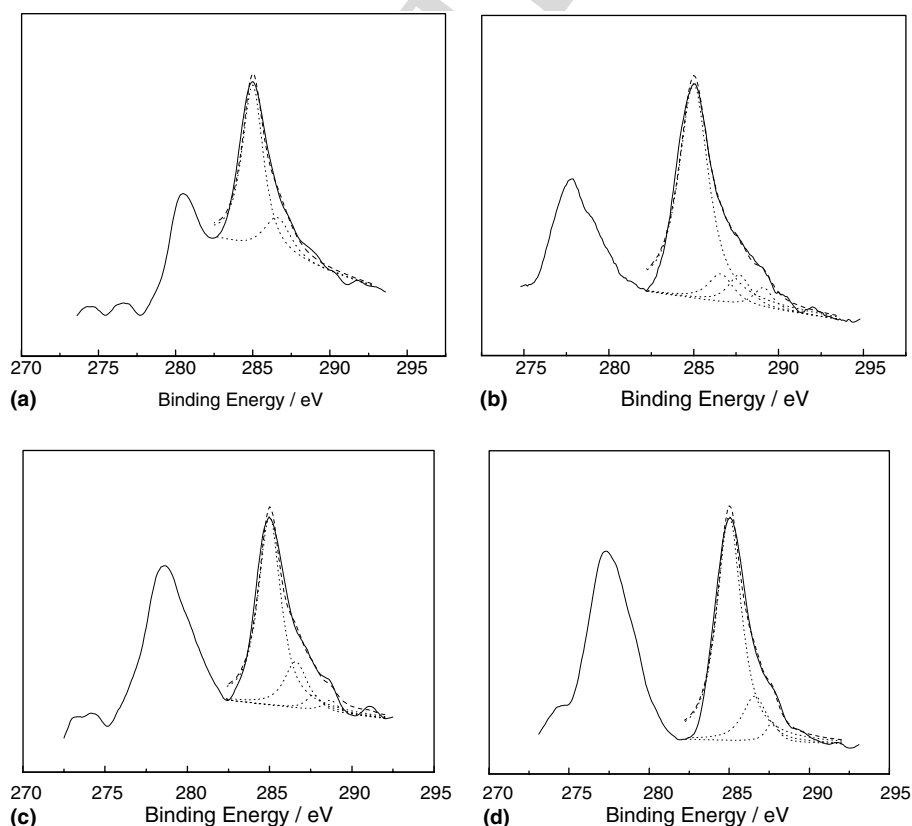 270 275 280 285 290 295
(a) Binding Energy / eV
270 275 280 285 290 295
(b) Binding Energy / eV
270 275 280 285 290 295
(c) Binding Energy / eV
270 275 280 285 290 295
(d) Binding Energy / eV